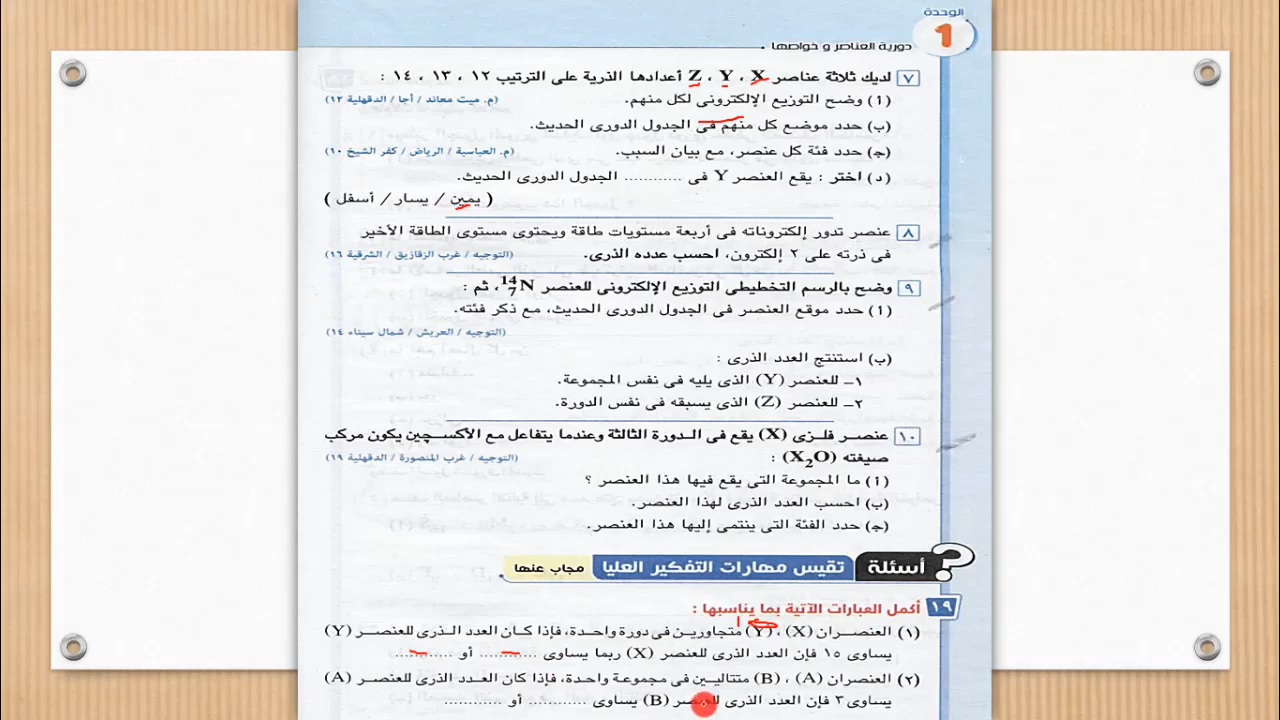 الوحدة
1
دورية العناصر و خواصها .
٧ لديك ثلاثة عناصر X ، Y ، Z أعدادها الذرية على الترتيب ١٢ ، ١٣ ، ١٤ :
(أ) وضح التوزيع الإلكترونى لكل منهم. (م. ميت معاند / أجا / الدقهلية ١٣)
(ب) حدد موضع كل منهم فى الجدول الدورى الحديث.
(ج) حدد فئة كل عنصر، مع بيان السبب. (م. العباسية / الرياض / كفر الشيخ ١٠)
(د) اختر : يقع العنصر Y فى ........... الجدول الدورى الحديث.
( يمين / يسار / أسفل )
٨ عنصر تدور إلكتروناته فى أربعة مستويات طاقة ويحتوى مستوى الطاقة الأخير
فى ذرته على ٢ إلكترون، احسب عدده الذرى. (التوجيه / غرب الزقازيق / الشرقية ١٦)
٩ وضح بالرسم التخطيطى التوزيع الإلكترونى للعنصر ¹⁴₇N، ثم :
(أ) حدد موقع العنصر فى الجدول الدورى الحديث، مع ذكر فئته.
(التوجيه / العريش / شمال سيناء ١٤)
(ب) استنتج العدد الذرى :
١- للعنصر (Y) الذى يليه فى نفس المجموعة.
٢- للعنصر (Z) الذى يسبقه فى نفس الدورة.
١٠ عنصر فلزى (X) يقع فى الدورة الثالثة وعندما يتفاعل مع الأكسچين يكون مركب
صيغته (X₂O) : (التوجيه / غرب المنصورة / الدقهلية ١٩)
(أ) ما المجموعة التى يقع فيها هذا العنصر ؟
(ب) احسب العدد الذرى لهذا العنصر.
(ج) حدد الفئة التى ينتمى إليها هذا العنصر.
? أسئلة تقيس مهارات التفكير العليا مجاب عنها
١٩ أكمل العبارات الآتية بما يناسبها :
(١) العنصران (X) ، (Y) متجاورين فى دورة واحدة، فإذا كان العدد الذرى للعنصر (Y)
يساوى ١٥ فإن العدد الذرى للعنصر (X) ربما يساوى ........... أو ...........
(٢) العنصران (A) ، (B) متتاليين فى مجموعة واحدة، فإذا كان العدد الذرى للعنصر (A)
يساوى ٣ فإن العدد الذرى للعنصر (B) يساوى ........... أو ...........